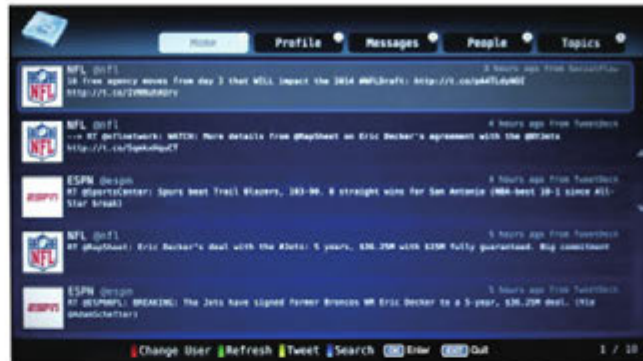 Home Profile Messages People Topics
NFL @nfl
3 hours ago from
10 free agency moves from day 3 that WILL impact the 2014 #NFLDraft:
NFL @nfl
4 hours ago from TweetDeck
--> RT @nflnetwork: WATCH: More details from @RapSheet on Eric Decker's agreement with the @NYJets
ESPN @espn
4 hours ago from TweetDeck
RT @SportsCenter: Spurs beat Trail Blazers, 103-90. 8 straight wins for San Antonio (NBA-best 10-1 since All-
Star break)
NFL @nfl
5 hours ago from TweetDeck
RT @RapSheet: Eric Decker's deal with the #Jets: 5 years, $36.25M with $15M fully guaranteed. Big commitment
ESPN @espn
5 hours ago from TweetDeck
RT @ESPNNFL: BREAKING: The Jets have signed former Broncos WR Eric Decker to a 5-year, $36.25M deal. (via
@AdamSchefter)
Change User Refresh Tweet Search OK Enter EXIT Quit 1 / 10